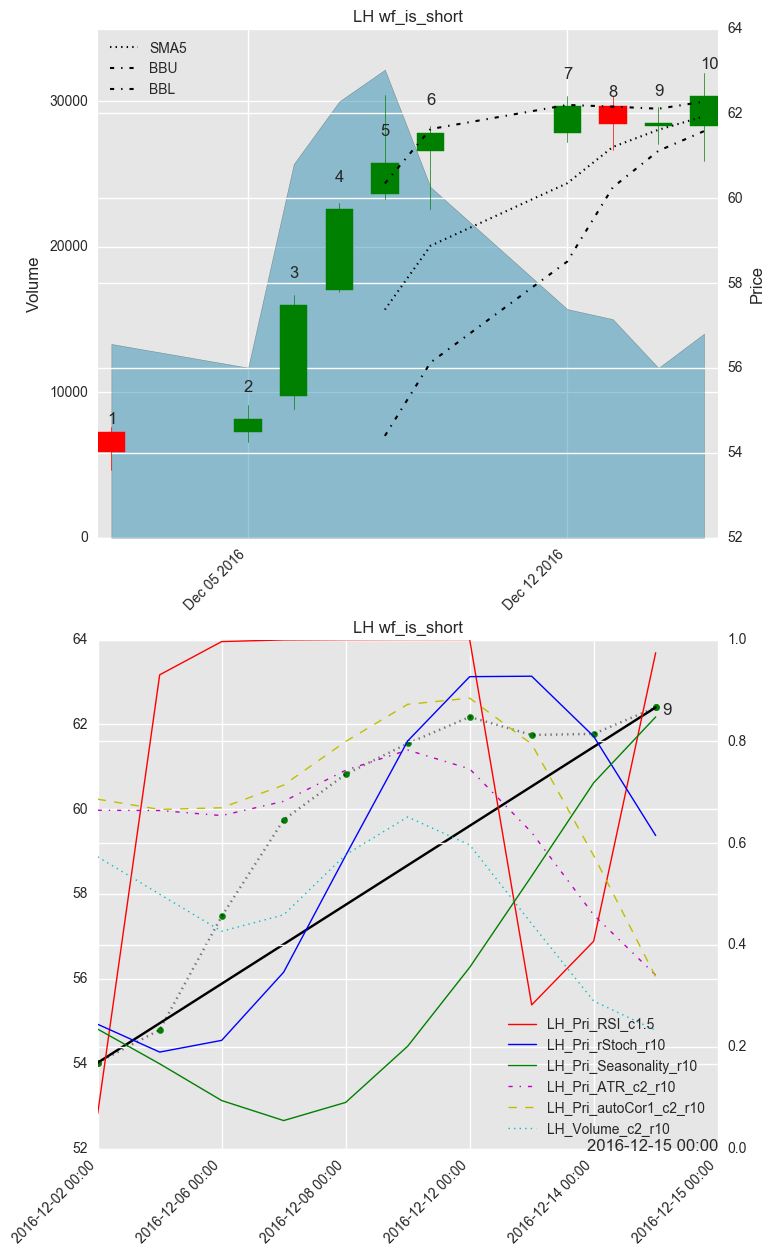 LH wf_is_short
SMA5
BBU
BBL
1
2
3
4
5
6
7
8
9
10
30000
20000
10000
0
Volume
64
62
60
58
56
54
52
Price
Dec 05 2016
Dec 12 2016
LH wf_is_short
64
62
60
58
56
54
52
1.0
0.8
0.6
0.4
0.2
0.0
9
LH_Pri_RSI_c1.5
LH_Pri_rStoch_r10
LH_Pri_Seasonality_r10
LH_Pri_ATR_c2_r10
LH_Pri_autoCor1_c2_r10
LH_Volume_c2_r10
2016-12-15 00:00
2016-12-02 00:00
2016-12-06 00:00
2016-12-08 00:00
2016-12-12 00:00
2016-12-14 00:00
2016-12-15 00:00